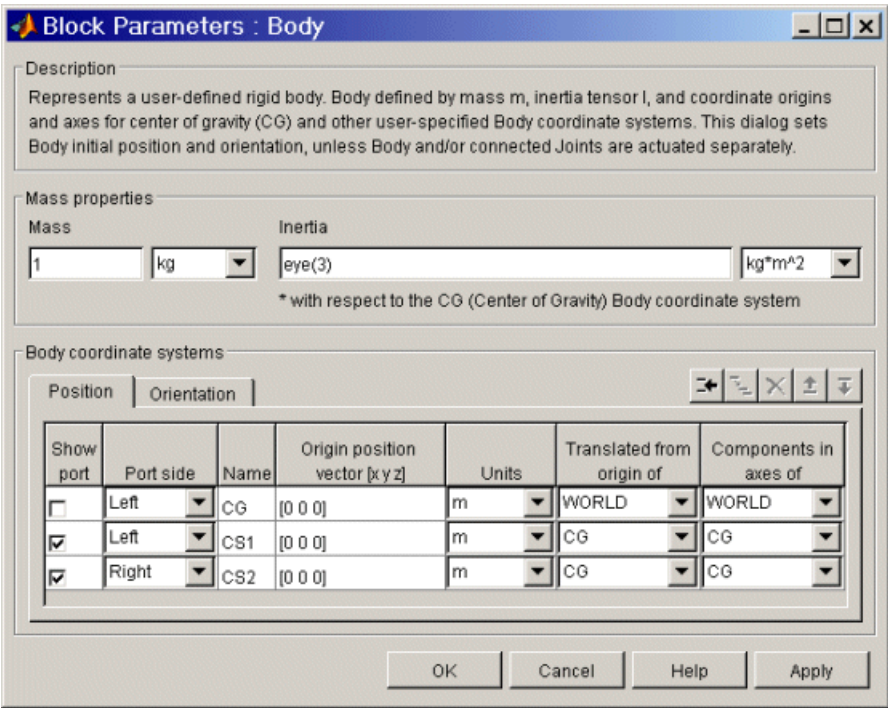 Block Parameters : Body
Description
Represents a user-defined rigid body. Body defined by mass m, inertia tensor I, and coordinate origins
and axes for center of gravity (CG) and other user-specified Body coordinate systems. This dialog sets
Body initial position and orientation, unless Body and/or connected Joints are actuated separately.
Mass properties
Mass Inertia
1 kg eye(3) kg*m^2
* with respect to the CG (Center of Gravity) Body coordinate system
Body coordinate systems
Position Orientation
Show port Port side Name Origin position vector [x y z] Units Translated from origin of Components in axes of
Left CG [0 0 0] m WORLD WORLD
Left CS1 [0 0 0] m CG CG
Right CS2 [0 0 0] m CG CG
OK Cancel Help Apply